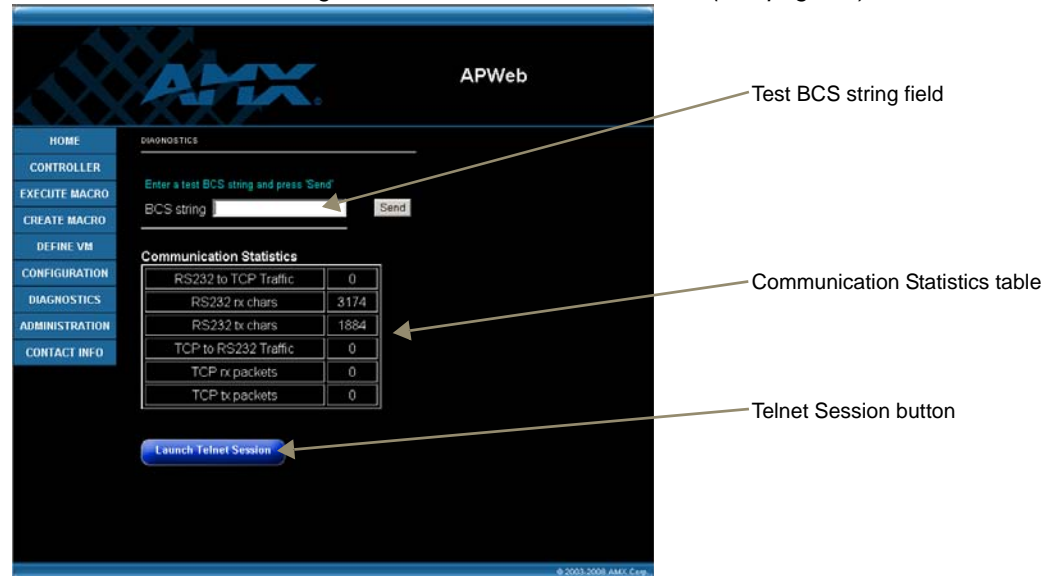 AMX
APWeb
Test BCS string field
HOME
DIAGNOSTICS
CONTROLLER
EXECUTE MACRO
Enter a test BCS string and press 'Send'
BCS string
Send
CREATE MACRO
DEFINE VM
Communication Statistics
CONFIGURATION
RS232 to TCP Traffic 0
Communication Statistics table
DIAGNOSTICS
RS232 rx chars 3174
ADMINISTRATION
RS232 tx chars 1884
CONTACT INFO
TCP to RS232 Traffic 0
TCP rx packets 0
TCP tx packets 0
Telnet Session button
Launch Telnet Session
© 2003-2008 AMX Corp.